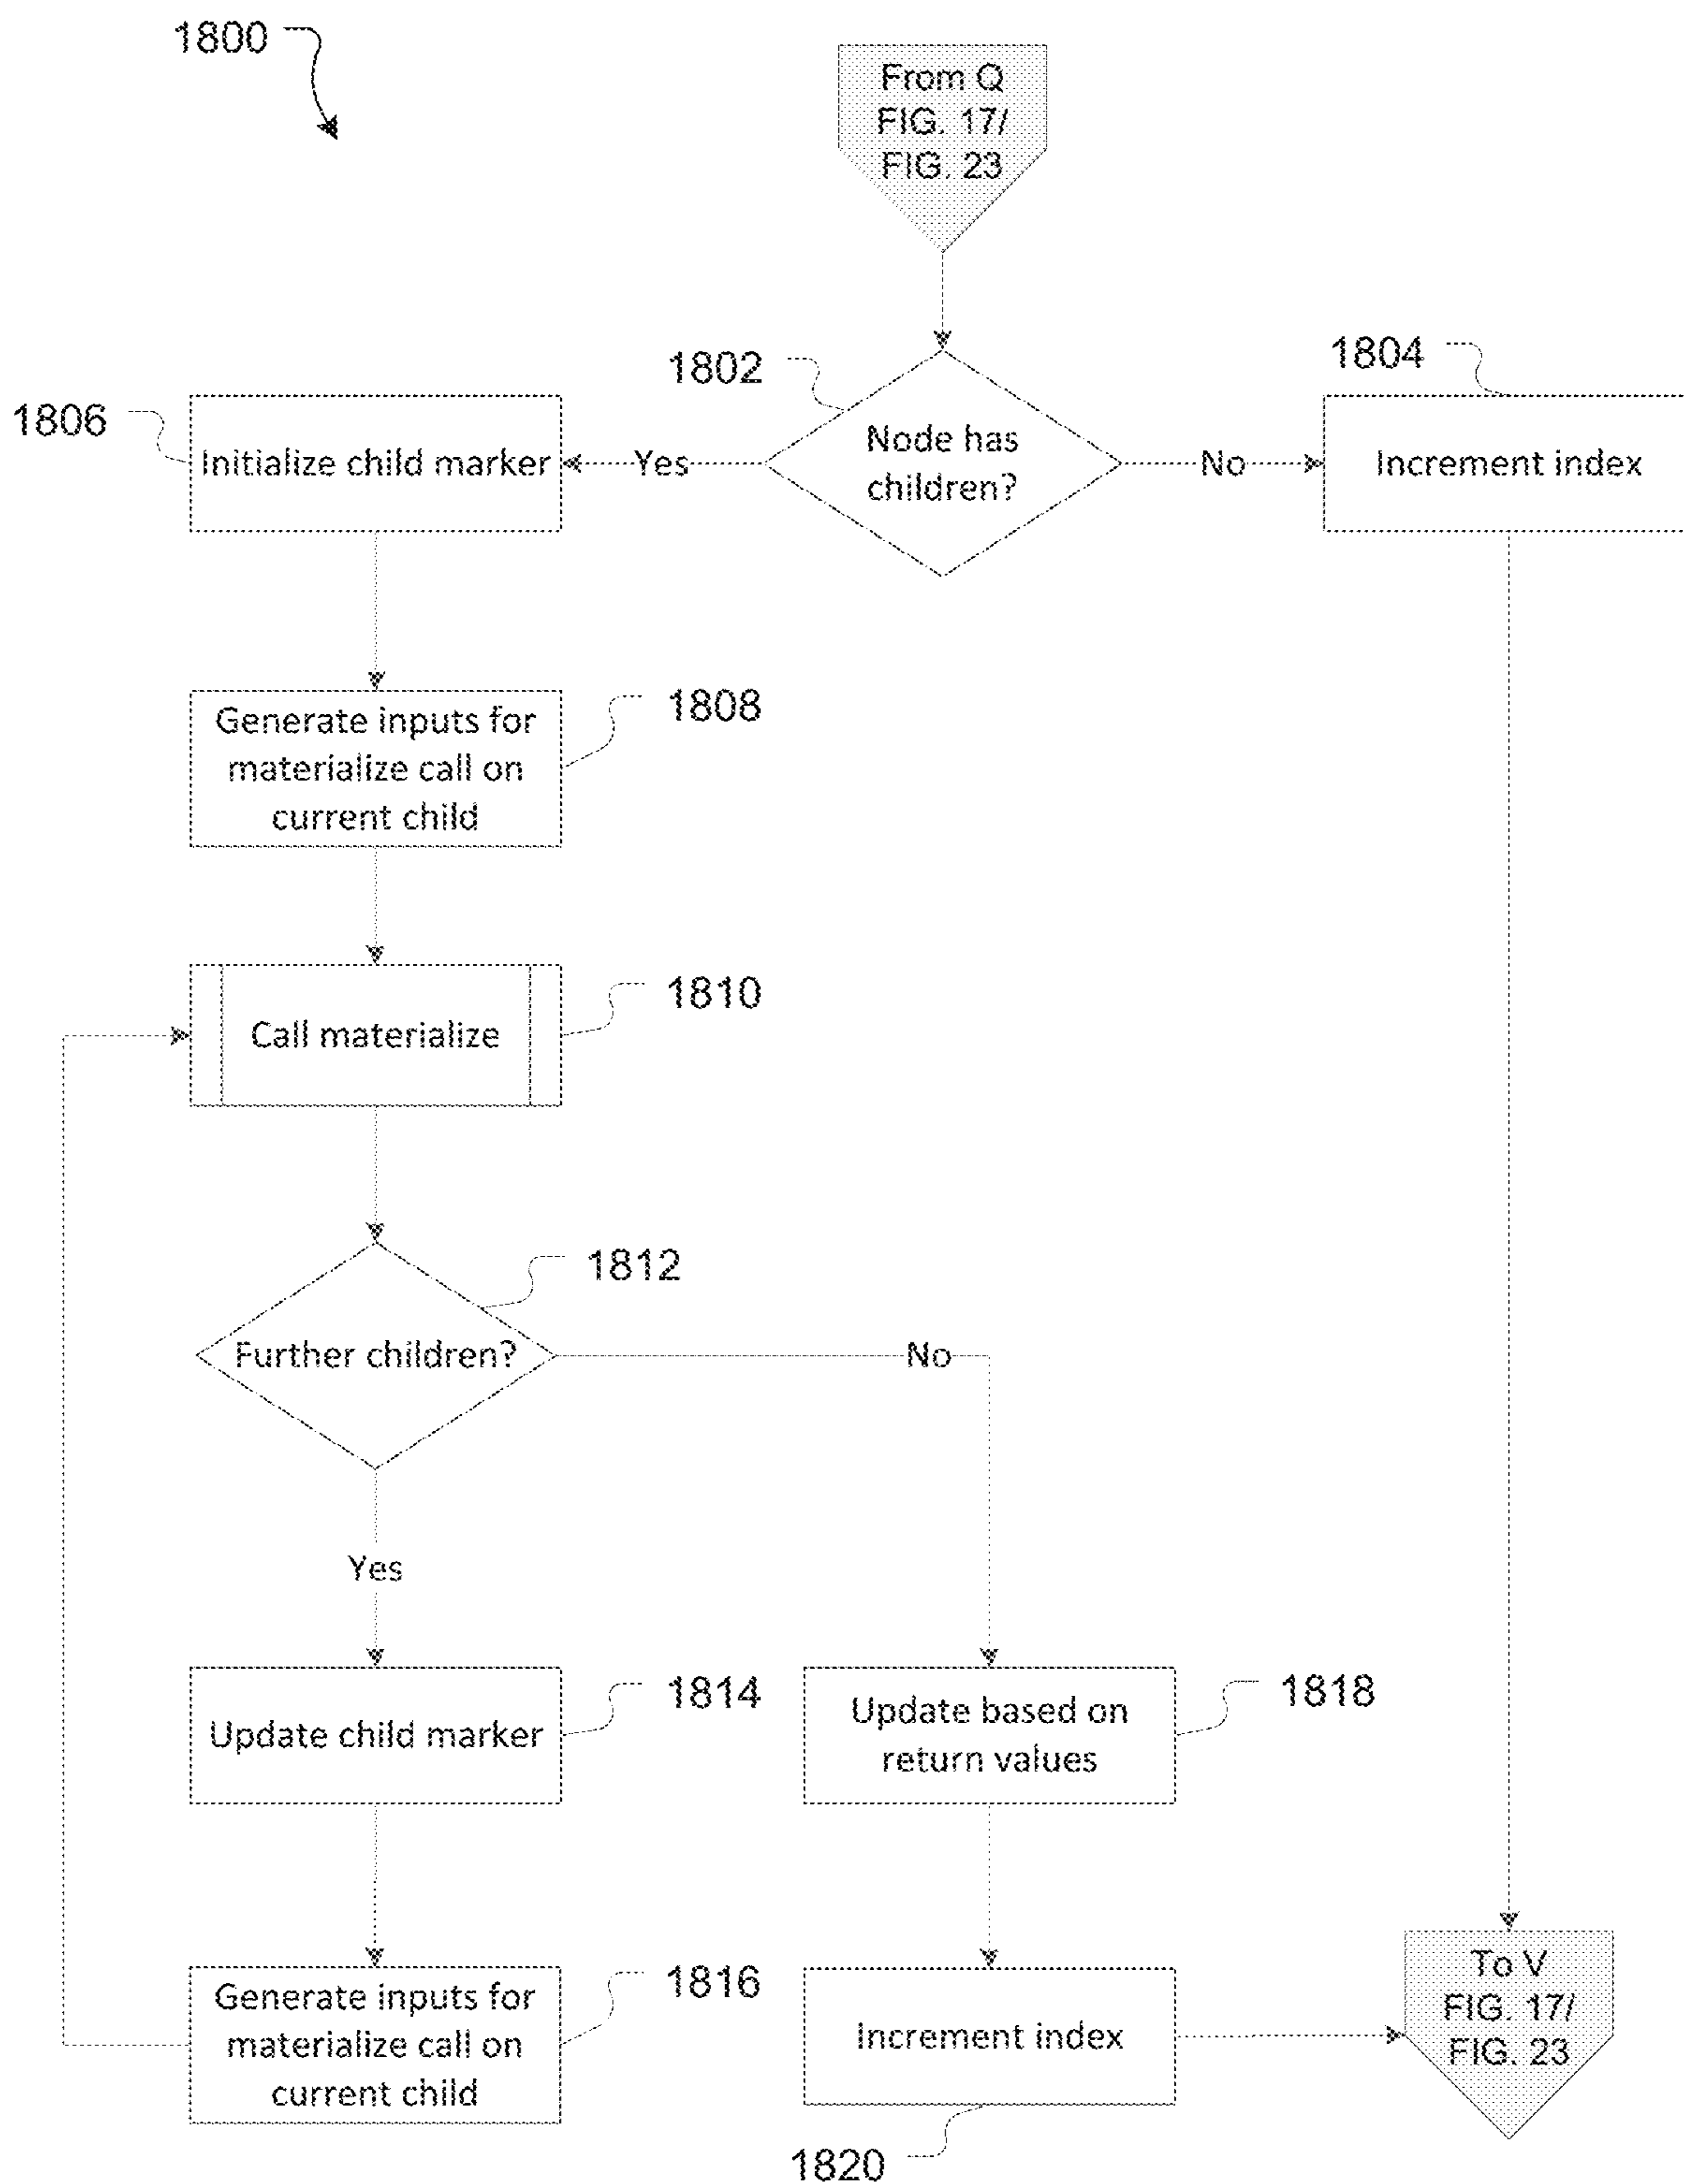 1800
From Q
FIG. 17/
FIG. 23
1802
1804
1806
Node has
children?
Initialize child marker
Yes
No
Increment index
Generate inputs for
materialize call on
current child
1808
Call materialize
1810
Further children?
1812
No
Yes
Update child marker
1814
Update based on
return values
1818
Generate inputs for
materialize call on
current child
1816
Increment index
1820
To V
FIG. 17/
FIG. 23